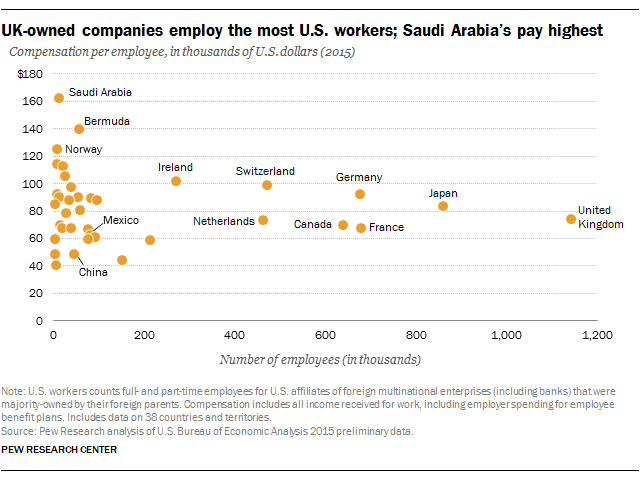 UK-owned companies employ the most U.S. workers; Saudi Arabia's pay highest
Compensation per employee, in thousands of U.S. dollars (2015)
$180
160
140
120
100
80
60
40
20
0
Saudi Arabia
Bermuda
Norway
Ireland
Switzerland
Germany
Japan
United
Kingdom
Netherlands
Canada
France
Mexico
China
0
200
400
600
800
1,000
1,200
Number of employees (in thousands)
Note: U.S. workers counts full- and part-time employees for U.S. affiliates of foreign multinational enterprises (including banks) that were
majority-owned by their foreign parents. Compensation includes all income received for work, including employer spending for employee
benefit plans. Includes data on 38 countries and territories.
Source: Pew Research analysis of U.S. Bureau of Economic Analysis 2015 preliminary data.
PEW RESEARCH CENTER